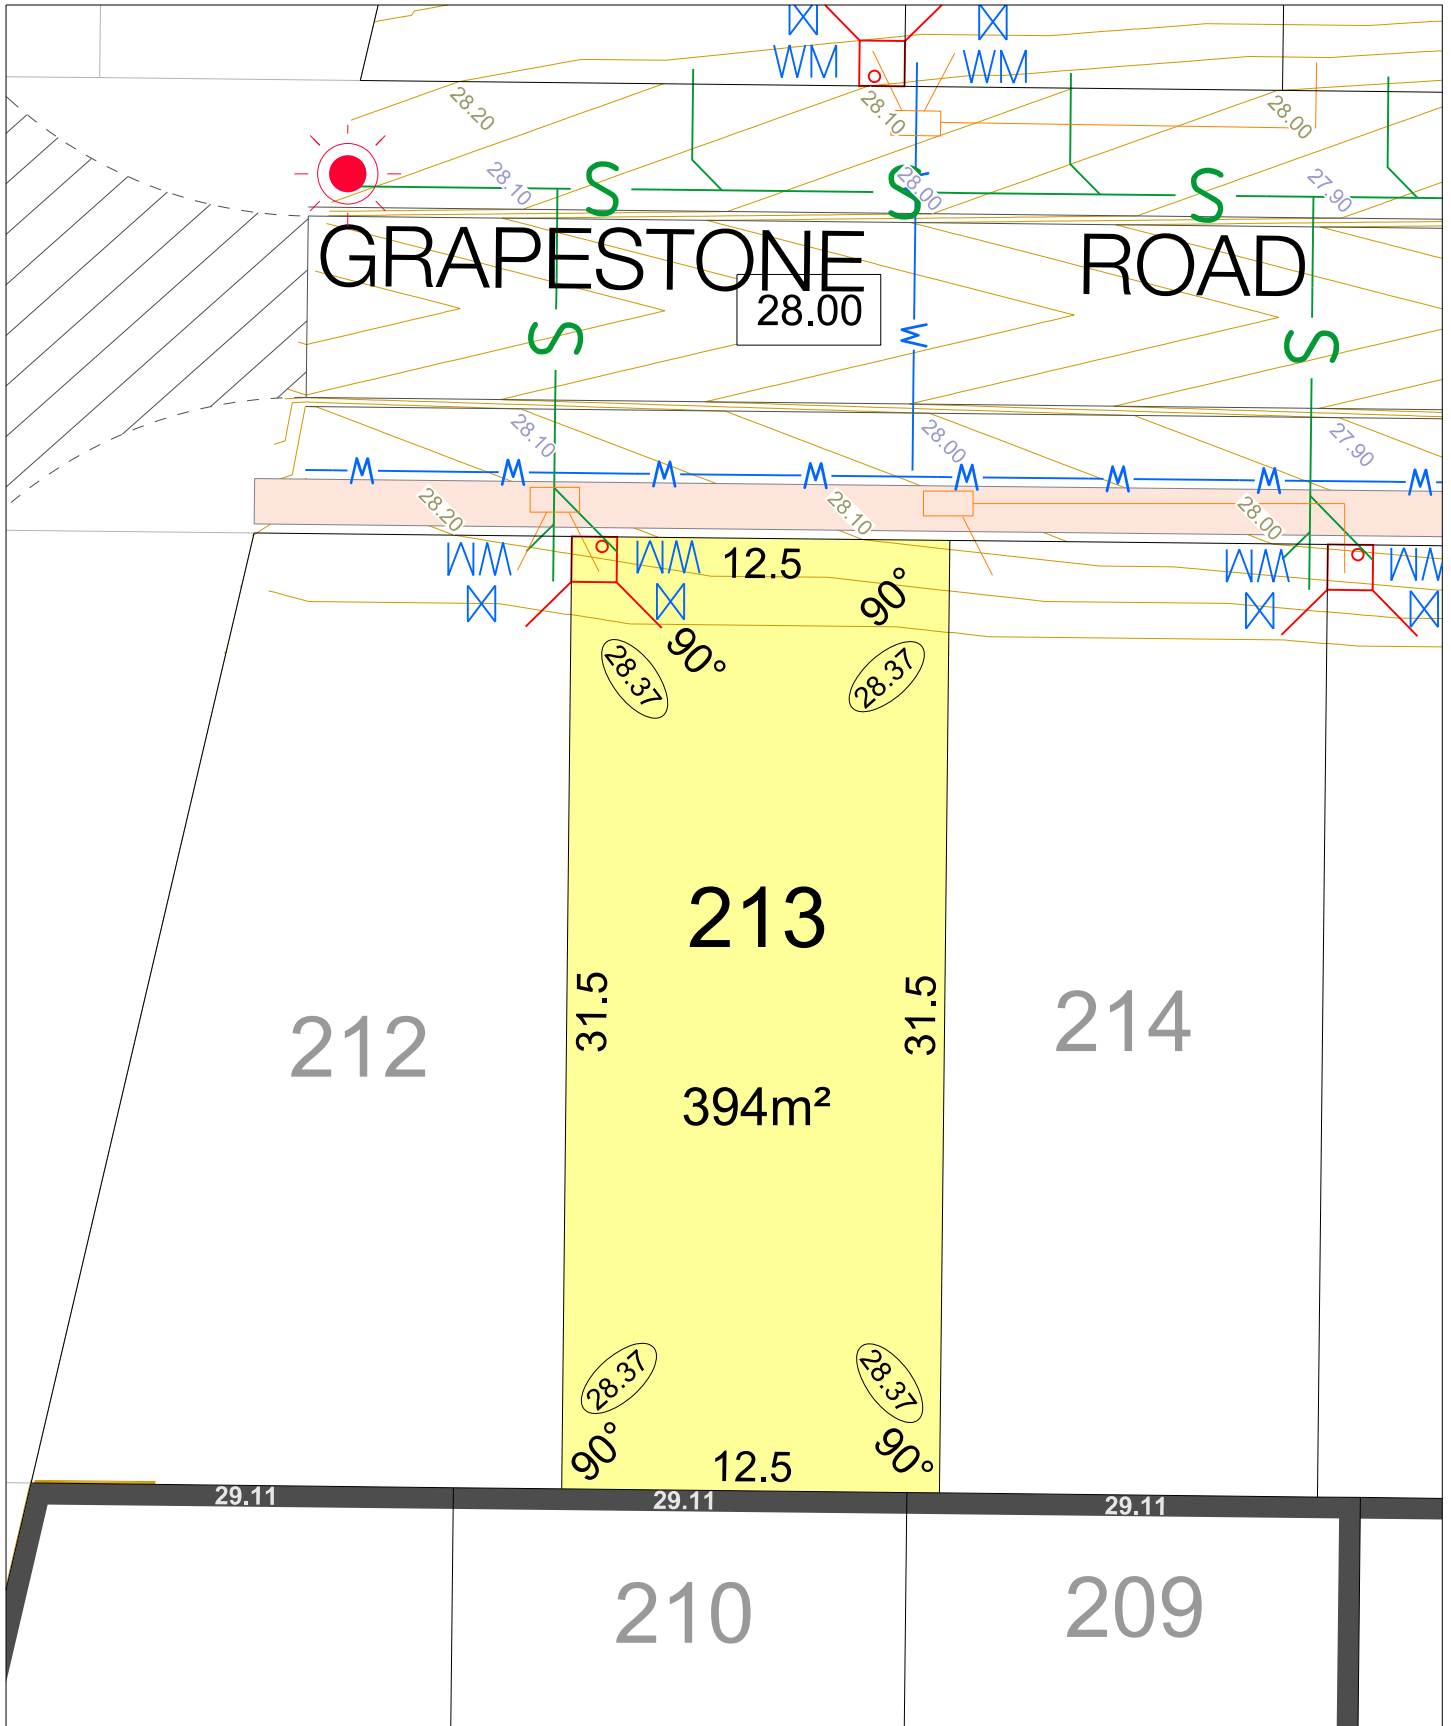 WM WM
28.20 28.10 28.00
28.10 28.00 27.90
S S S
GRAPESTONE ROAD
28.00
S W S
28.10 28.00 27.90
W W W W W W W W
28.20 28.10 28.00
WM WM WM WM
12.5
90° 90°
28.37 28.37
213
212 214
31.5 31.5
394m²
28.37 28.37
90° 90°
12.5
29.11 29.11 29.11
210 209